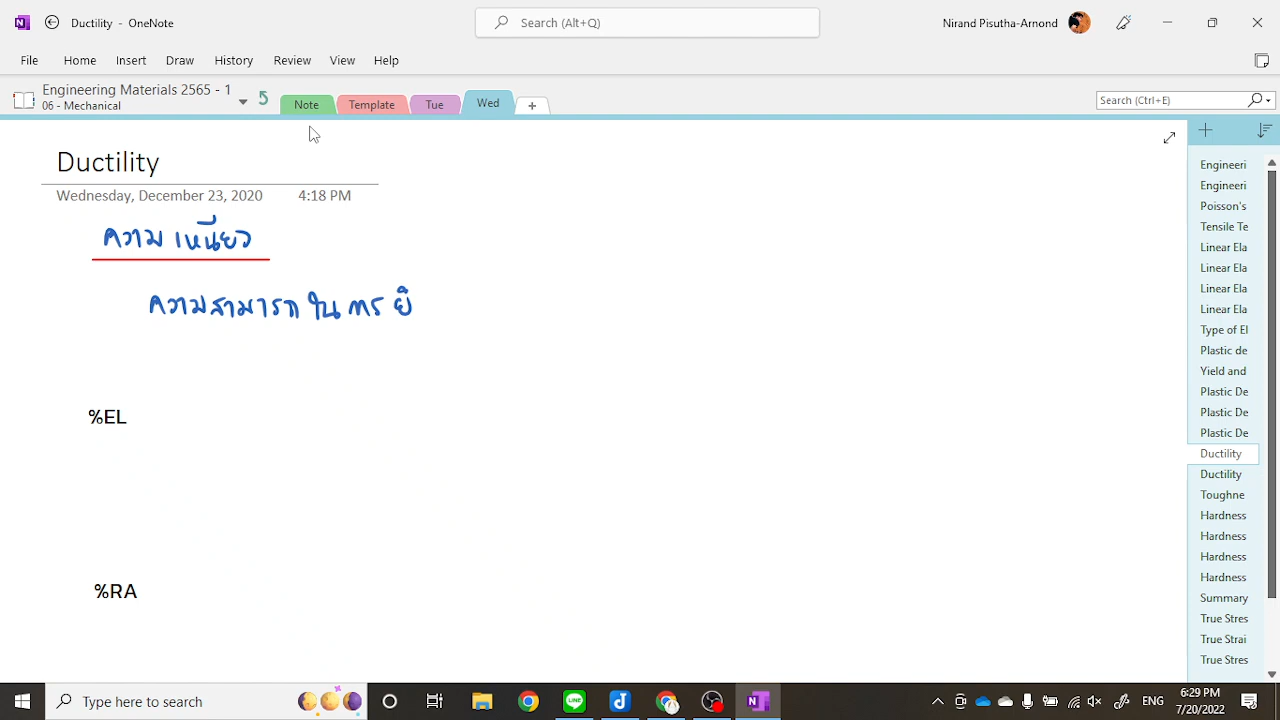 Ductility - OneNote
Search (Alt+Q)
Nirand Pisutha-Arnond
File Home Insert Draw History Review View Help
Engineering Materials 2565 - 1
06 - Mechanical
Note Template Tue Wed
Search (Ctrl+E)
Ductility
Wednesday, December 23, 2020 4:18 PM
ความเหนียว
ความสามารถในการ ยื
%EL
%RA
Engineeri
Engineeri
Poisson's
Tensile Te
Linear Ela
Linear Ela
Linear Ela
Linear Ela
Type of El
Plastic de
Yield and
Plastic De
Plastic De
Plastic De
Ductility
Ductility
Toughne
Hardness
Hardness
Hardness
Hardness
Summary
True Stres
True Strai
True Stres
Type here to search
ENG
6:29 PM
7/20/2022